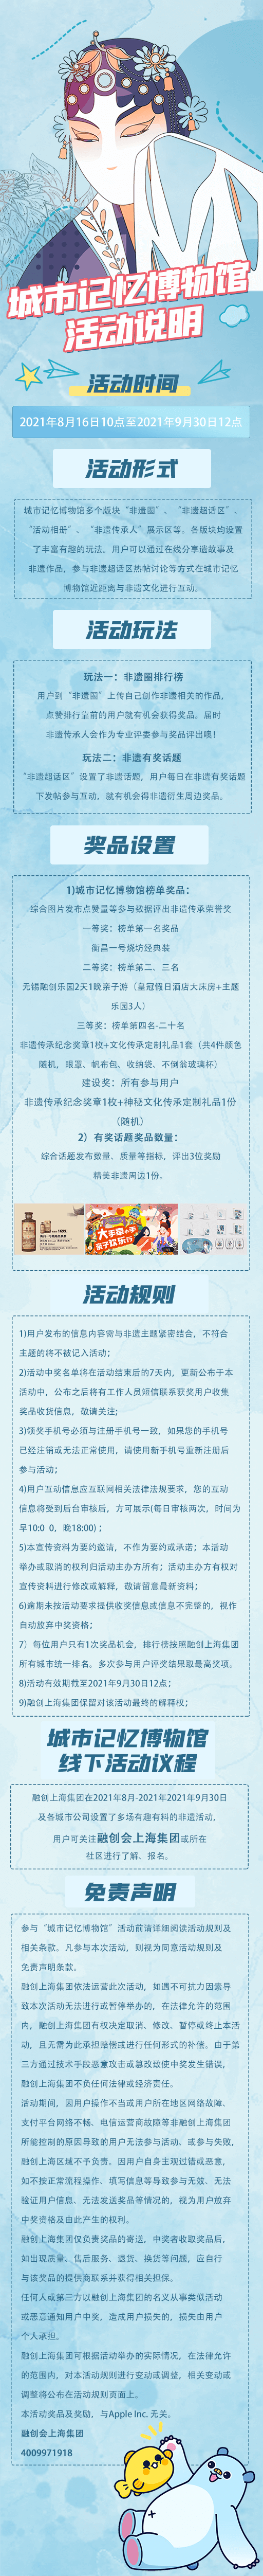 城市记忆博物馆
活动说明
活动时间
2021年8月16日10点至2021年9月30日12点
活动形式
城市记忆博物馆多个版块“非遗圈”、“非遗超话区”、
“活动相册”、“非遗传承人”展示区等。各版块均设置
了丰富有趣的玩法。用户可以通过在线分享遗故事及
非遗作品，参与非遗超话区热帖讨论等方式在城市记忆
博物馆近距离与非遗文化进行互动。
活动玩法
玩法一：非遗圈排行榜
用户到“非遗圈”上传自己创作非遗相关的作品，
点赞排行靠前的用户就有机会获得奖品。届时
非遗传承人会作为专业评委参与奖品评出噢！
玩法二：非遗有奖话题
“非遗超话区”设置了非遗话题，用户每日在非遗有奖话题
下发帖参与互动，就有机会得非遗衍生周边奖品。
奖品设置
1)城市记忆博物馆榜单奖品：
综合图片发布点赞量等参与数据评出非遗传承荣誉奖
一等奖：榜单第一名奖品
衡昌一号烧坊经典装
二等奖：榜单第二、三名
无锡融创乐园2天1晚亲子游（皇冠假日酒店大床房+主题
乐园3人）
三等奖：榜单第四名-二十名
非遗传承纪念奖章1枚+文化传承定制礼品1套（共4件颜色
随机，眼罩、帆布包、收纳袋、不倒翁玻璃杯）
建设奖：所有参与用户
非遗传承纪念奖章1枚+神秘文化传承定制礼品1份
（随机）
2）有奖话题奖品数量：
综合话题发布数量、质量等指标，评出3位奖励
精美非遗周边1份。
活动规则
1)用户发布的信息内容需与非遗主题紧密结合，不符合
主题的将不被记入活动；
2)活动中奖名单将在活动结束后的7天内，更新公布于本
活动中，公布之后将有工作人员短信联系获奖用户收集
奖品收货信息，敬请关注;
3)领奖手机号必须与注册手机号一致，如果您的手机号
已经注销或无法正常使用，请使用新手机号重新注册后
参与活动；
4)用户互动信息应互联网相关法律法规要求，您的互动
信息将受到后台审核后，方可展示(每日审核两次，时间为
早10:0 0，晚18:00)；
5)本宣传资料为要约邀请，不作为要约或承诺；本活动
举办或取消的权利归活动主办方所有；活动主办方有权对
宣传资料进行修改或解释，敬请留意最新资料；
6)逾期未按活动要求提供收奖信息或信息不完整的，视作
自动放弃中奖资格；
7）每位用户只有1次奖品机会，排行榜按照融创上海集团
所有城市统一排名。多次参与用户评奖结果取最高奖项。
8)活动有效期截至2021年9月30日12点；
9)融创上海集团保留对该活动最终的解释权；
城市记忆博物馆
线下活动议程
融创上海集团在2021年8月-2021年2021年9月30日
及各城市公司设置了多场有趣有料的非遗活动，
用户可关注融创会上海集团或所在
社区进行了解、报名。
免责声明
参与“城市记忆博物馆”活动前请详细阅读活动规则及
相关条款。凡参与本次活动，则视为同意活动规则及
免责声明条款。
融创上海集团依法运营此次活动，如遇不可抗力因素导
致本次活动无法进行或暂停举办的，在法律允许的范围
内，融创上海集团有权决定取消、修改、暂停或终止本活
动，且无需为此承担赔偿或进行任何形式的补偿。由于第
三方通过技术手段恶意攻击或篡改致使中奖发生错误，
融创上海集团不负任何法律或经济责任。
活动期间，因用户操作不当或用户所在地区网络故障、
支付平台网络不畅、电信运营商故障等非融创上海集团
所能控制的原因导致的用户无法参与活动、或参与失败，
融创上海区域不予负责。因用户自身主观过错或恶意，
如不按正常流程操作、填写信息等导致参与无效、无法
验证用户信息、无法发送奖品等情况的，视为用户放弃
中奖资格及由此产生的权利。
融创上海集团仅负责奖品的寄送，中奖者收取奖品后，
如出现质量、售后服务、退货、换货等问题，应自行
与该奖品的提供商联系并获得相关担保。
任何人或第三方以融创上海集团的名义从事类似活动
或恶意通知用户中奖，造成用户损失的，损失由用户
个人承担。
融创上海集团可根据活动举办的实际情况，在法律允许
的范围内，对本活动规则进行变动或调整，相关变动或
调整将公布在活动规则页面上。
本活动奖品及奖励，与Apple Inc. 无关。
融创会上海集团
4009971918